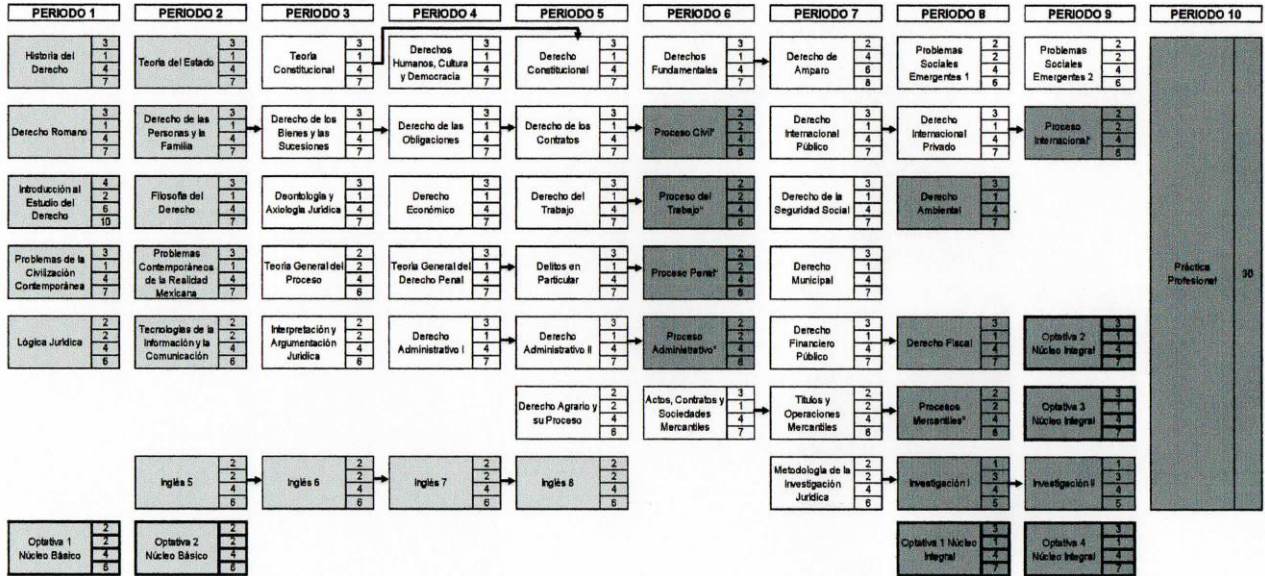 PERIODO 1
PERIODO 2
PERIODO 3
PERIODO 4
PERIODO 5
PERIODO 6
PERIODO 7
PERIODO 8
PERIODO 9
PERIODO 10
Historia del
Derecho
3
1
4
7
Teoría del Estado
3
1
4
7
Teoría
Constitucional
3
1
4
7
Derechos
Humanos, Cultura
y Democracia
3
1
4
7
Derecho
Constitucional
3
1
4
7
Derechos
Fundamentales
3
1
4
7
Derecho de
Amparo
2
4
6
8
Problemas
Sociales
Emergentes 1
2
2
4
6
Problemas
Sociales
Emergentes 2
2
2
4
6
Derecho Romano
3
1
4
7
Derecho de las
Personas y la
Familia
3
1
4
7
Derecho de los
Bienes y las
Sucesiones
3
1
4
7
Derecho de las
Obligaciones
3
1
4
7
Derecho de los
Contratos
3
1
4
7
Proceso Civil*
2
2
4
6
Derecho
Internacional
Público
3
1
4
7
Derecho
Internacional
Privado
3
1
4
7
Proceso
Internacional*
2
2
4
6
Introducción al
Estudio del
Derecho
4
2
6
10
Filosofía del
Derecho
3
1
4
7
Deontología y
Axiología Jurídica
3
1
4
7
Derecho
Económico
3
1
4
7
Derecho del
Trabajo
3
1
4
7
Proceso del
Trabajo*
2
2
4
6
Derecho de la
Seguridad Social
3
1
4
7
Derecho
Ambiental
3
1
4
7
Problemas de la
Civilización
Contemporánea
3
1
4
7
Problemas
Contemporáneos
de la Realidad
Mexicana
3
1
4
7
Teoría General del
Proceso
2
2
4
6
Teoría General del
Derecho Penal
3
1
4
7
Delitos en
Particular
3
1
4
7
Proceso Penal*
2
2
4
6
Derecho
Municipal
3
1
4
7
Práctica
Profesional
30
Lógica Jurídica
2
2
4
6
Tecnologías de la
Información y la
Comunicación
2
2
4
6
Interpretación y
Argumentación
Jurídica
2
2
4
6
Derecho
Administrativo I
3
1
4
7
Derecho
Administrativo II
3
1
4
7
Proceso
Administrativo*
2
2
4
6
Derecho
Financiero
Público
3
1
4
7
Derecho Fiscal
3
1
4
7
Optativa 2
Núcleo Integral
3
1
4
7
Derecho Agrario y
su Proceso
2
2
4
6
Actos, Contratos y
Sociedades
Mercantiles
3
1
4
7
Títulos y
Operaciones
Mercantiles
2
2
4
6
Procesos
Mercantiles*
2
2
4
6
Optativa 3
Núcleo Integral
3
1
4
7
Inglés 5
2
2
4
6
Inglés 6
2
2
4
6
Inglés 7
2
2
4
6
Inglés 8
2
2
4
6
Metodología de la
Investigación
Jurídica
2
2
4
6
Investigación I
1
3
4
5
Investigación II
1
3
4
5
Optativa 1
Núcleo Básico
2
2
4
6
Optativa 2
Núcleo Básico
2
2
4
6
Optativa 1 Núcleo
Integral
3
1
4
7
Optativa 4
Núcleo Integral
3
1
4
7